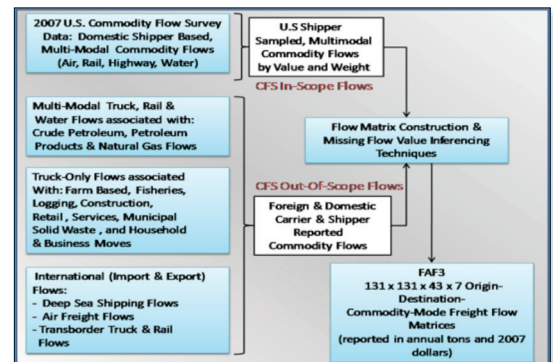 2007 U.S. Commodity Flow Survey
Data: Domestic Shipper Based,
Multi-Modal Commodity Flows
(Air, Rail, Highway, Water)
U.S Shipper
Sampled, Multimodal
Commodity Flows
by Value and Weight
CFS In-Scope Flows
Multi-Modal Truck, Rail &
Water Flows associated with:
Crude Petroleum, Petroleum
Products & Natural Gas Flows
Flow Matrix Construction &
Missing Flow Value Inferencing
Techniques
Truck-Only Flows associated
With: Farm Based, Fisheries,
Logging, Construction,
Retail, Services, Municipal
Solid Waste, and Household
& Business Moves
CFS Out-Of-Scope Flows
Foreign & Domestic
Carrier & Shipper
Reported
Commodity Flows
International (Import & Export)
Flows:
- Deep Sea Shipping Flows
- Air Freight Flows
- Transborder Truck & Rail
Flows
FAF3
131 x 131 x 43 x 7 Origin-
Destination-
Commodity-Mode Freight Flow
Matrices
(reported in annual tons and 2007
dollars)